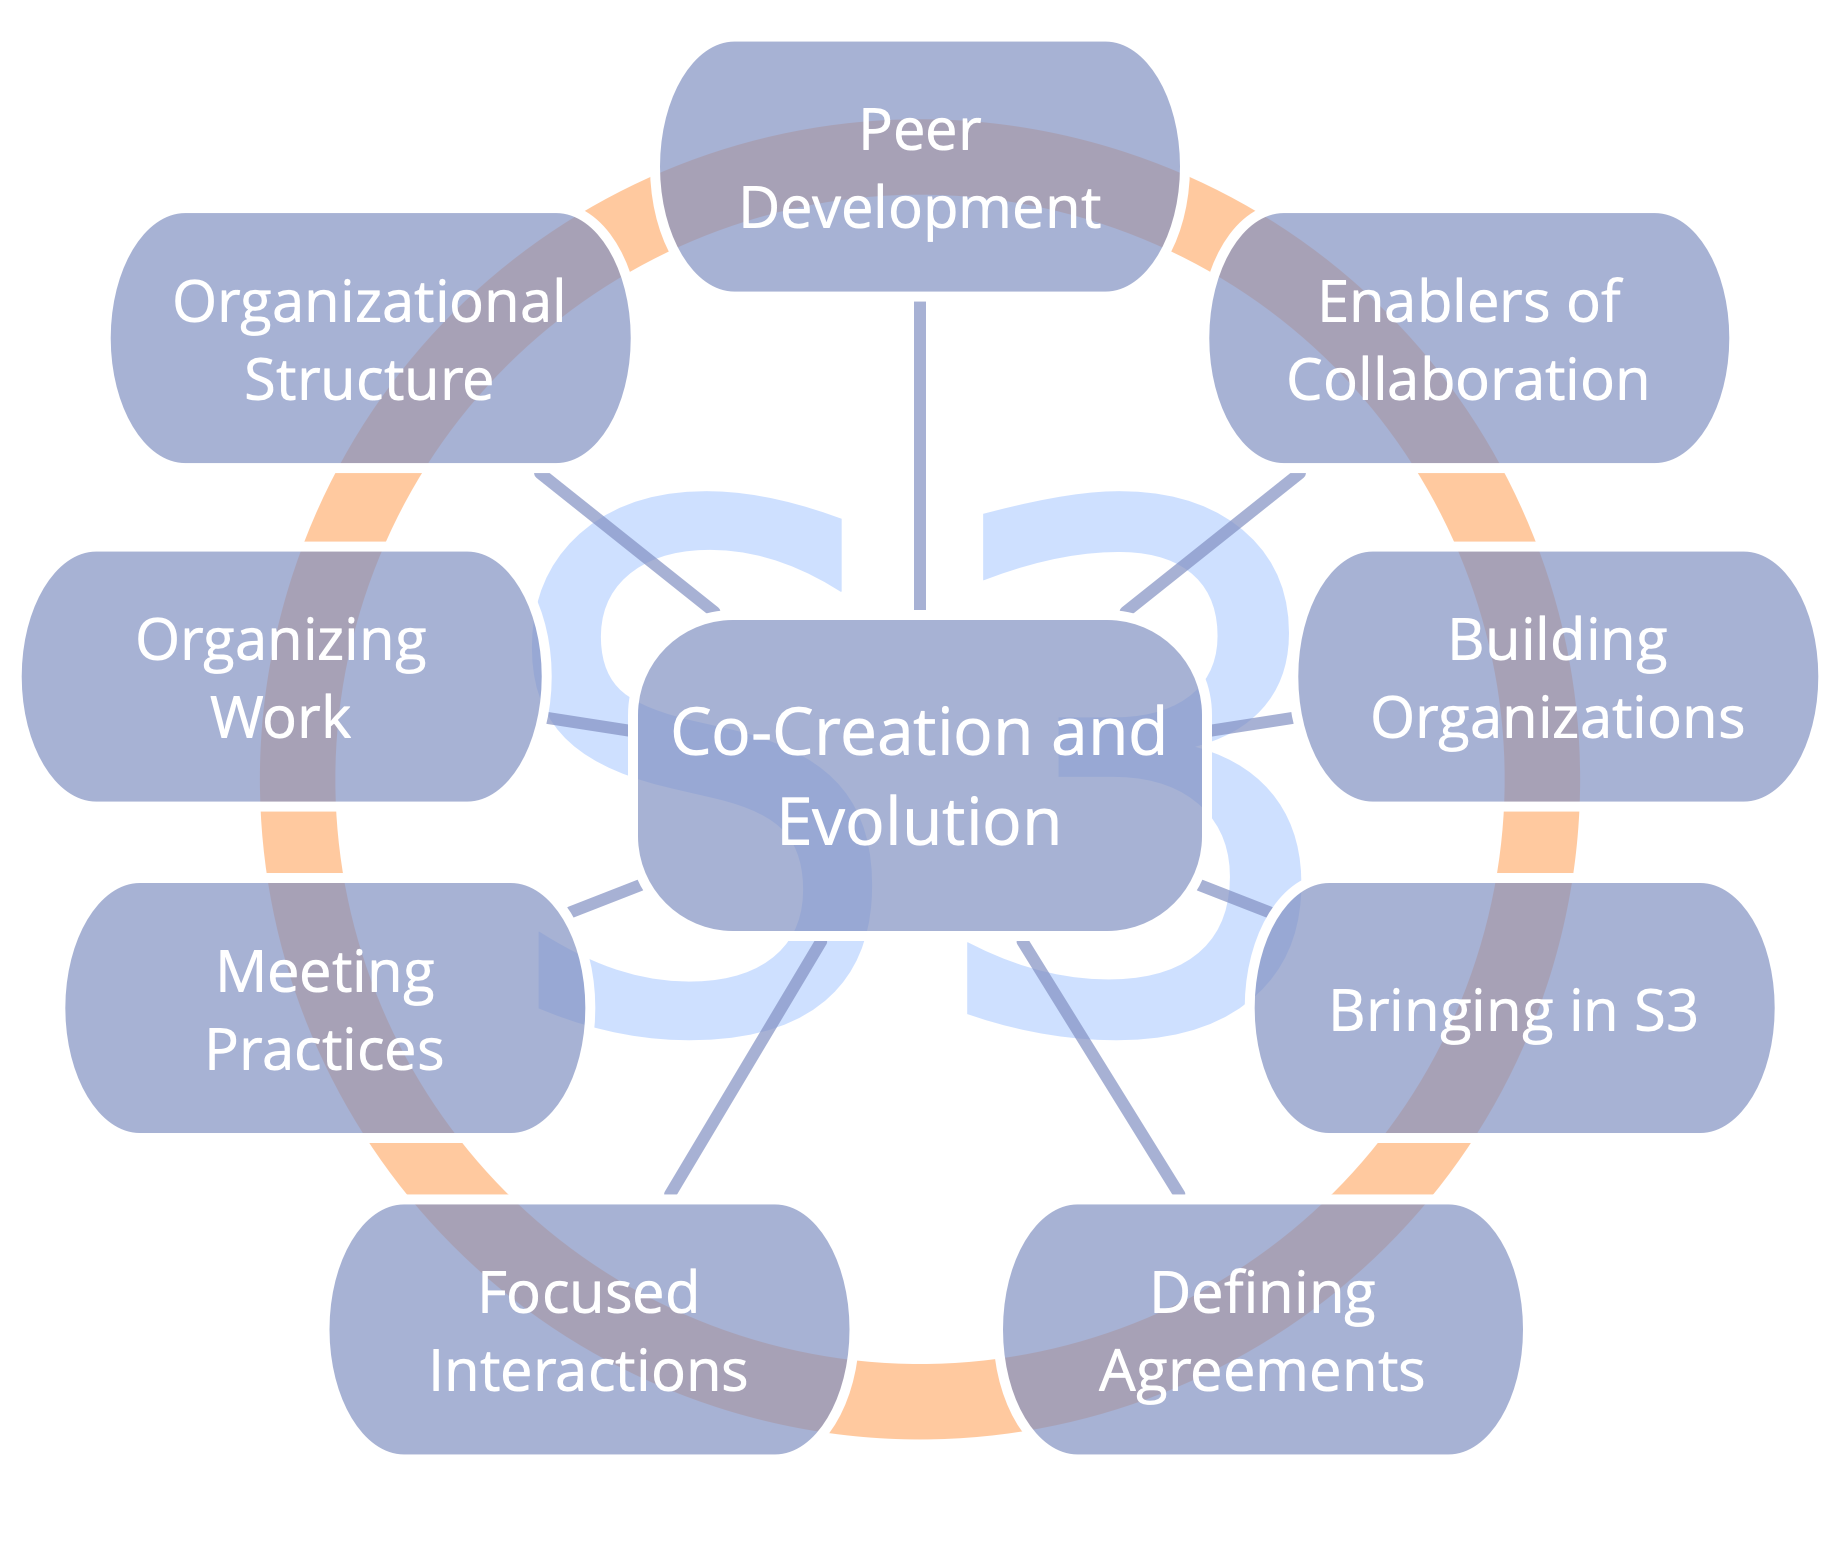 Peer
Development
Organizational
Structure
Enablers of
Collaboration
Organizing
Work
Building
Organizations
Co-Creation and
Evolution
Meeting
Practices
Bringing in S3
Focused
Interactions
Defining
Agreements
S3